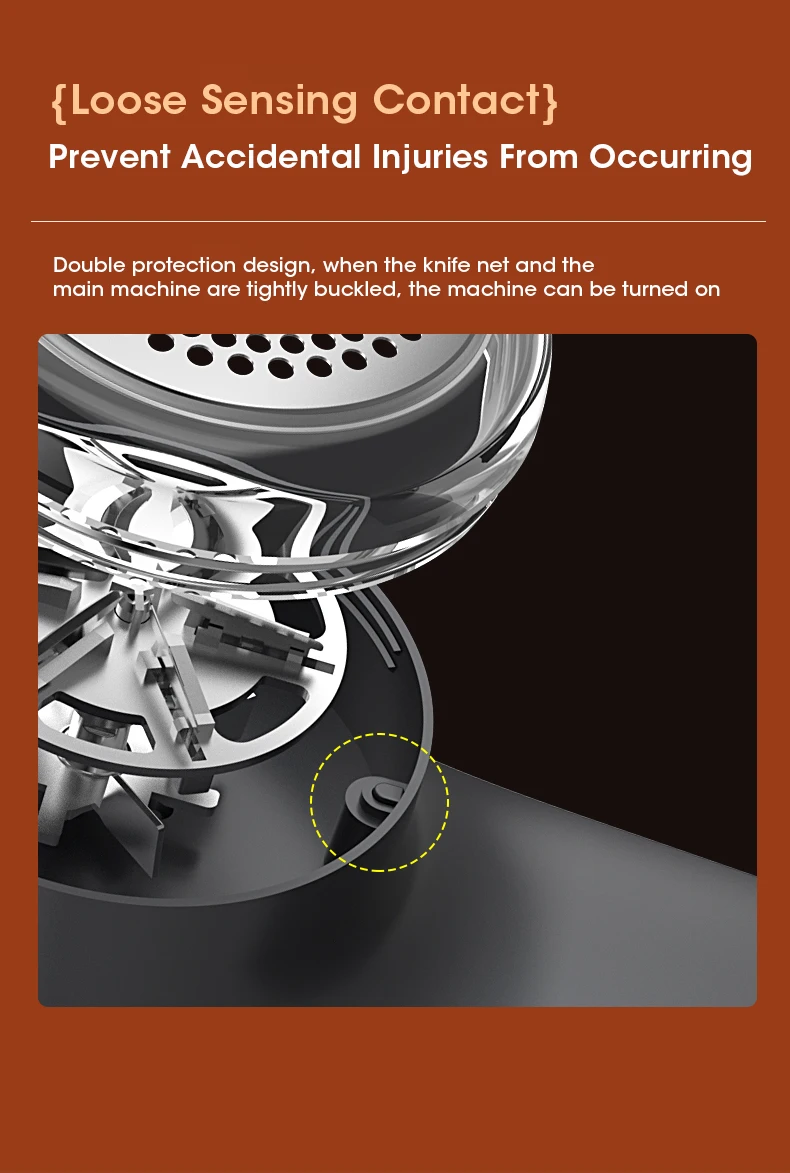 {Loose Sensing Contact}
Prevent Accidental Injuries From Occurring
Double protection design, when the knife net and the
main machine are tightly buckled, the machine can be turned on